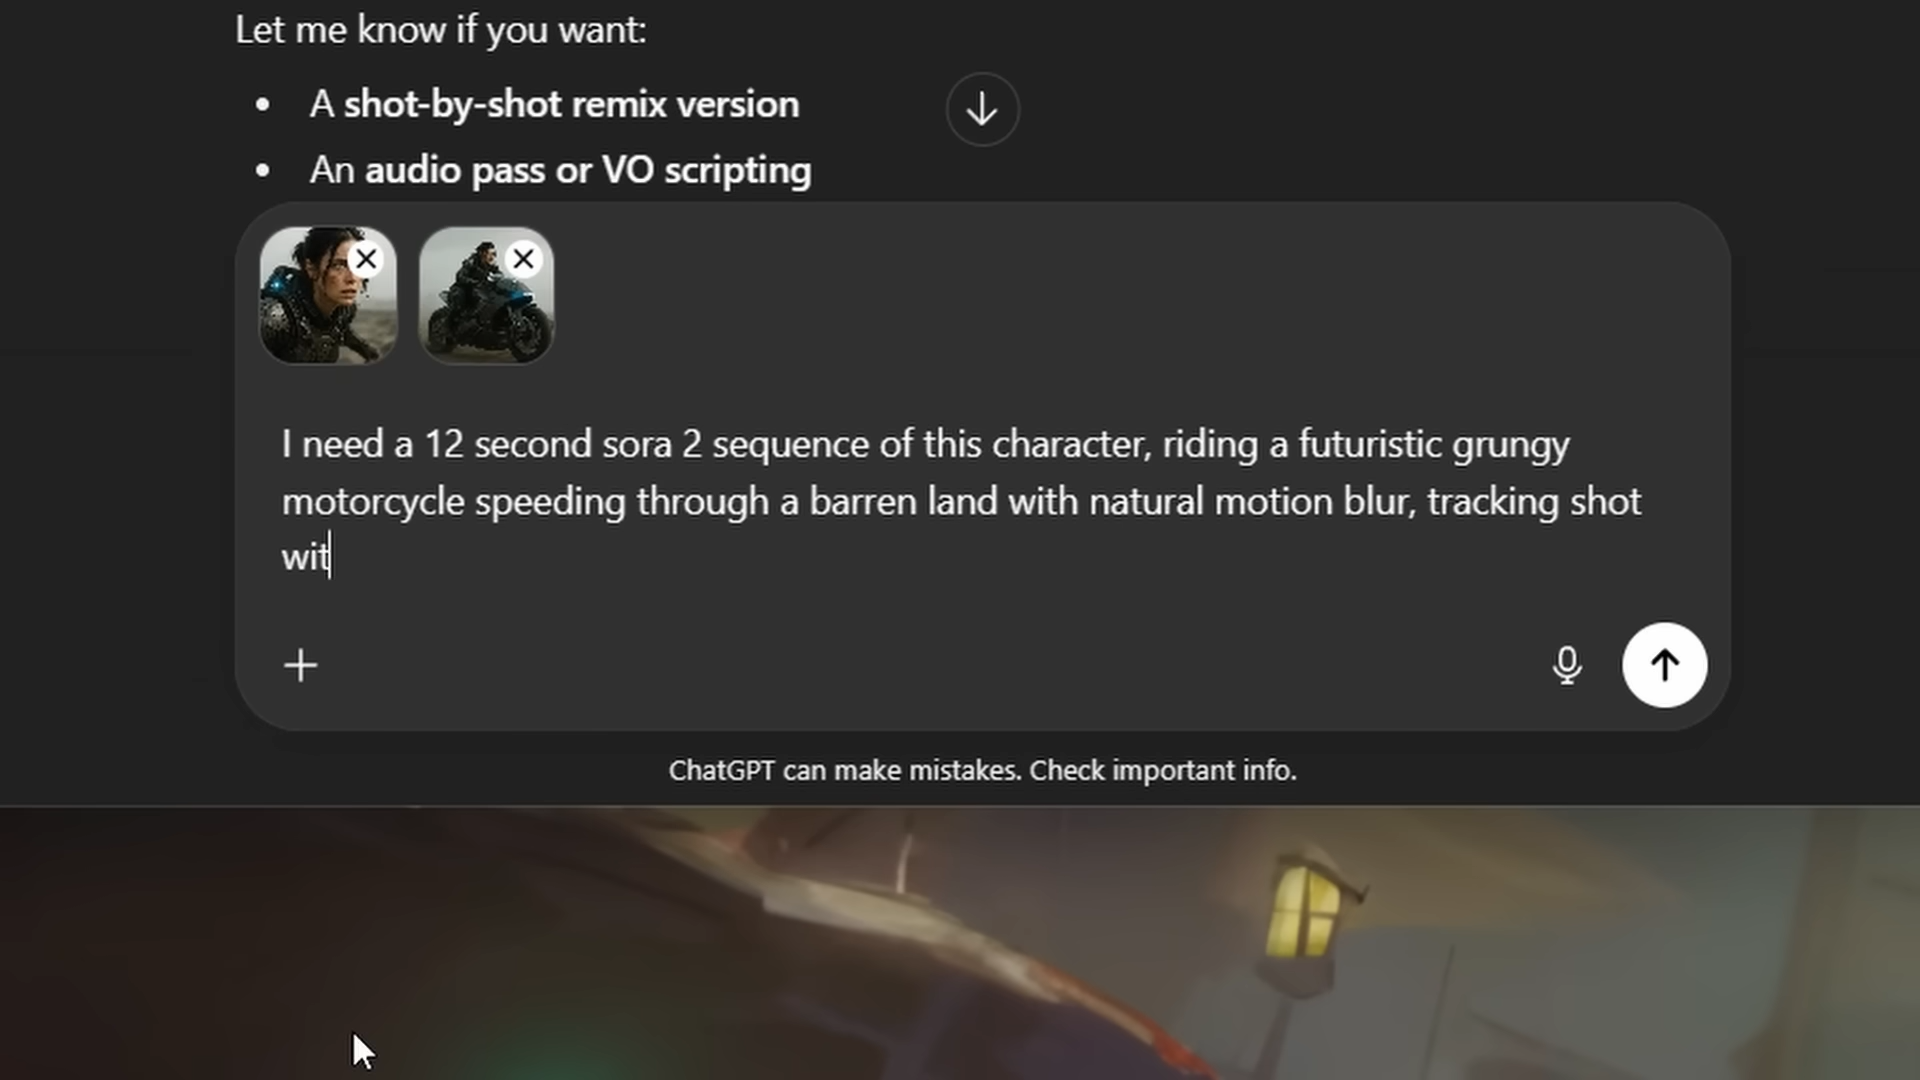 Let me know if you want:
• A shot-by-shot remix version
• An audio pass or VO scripting
I need a 12 second sora 2 sequence of this character, riding a futuristic grungy
motorcycle speeding through a barren land with natural motion blur, tracking shot
wit
ChatGPT can make mistakes. Check important info.